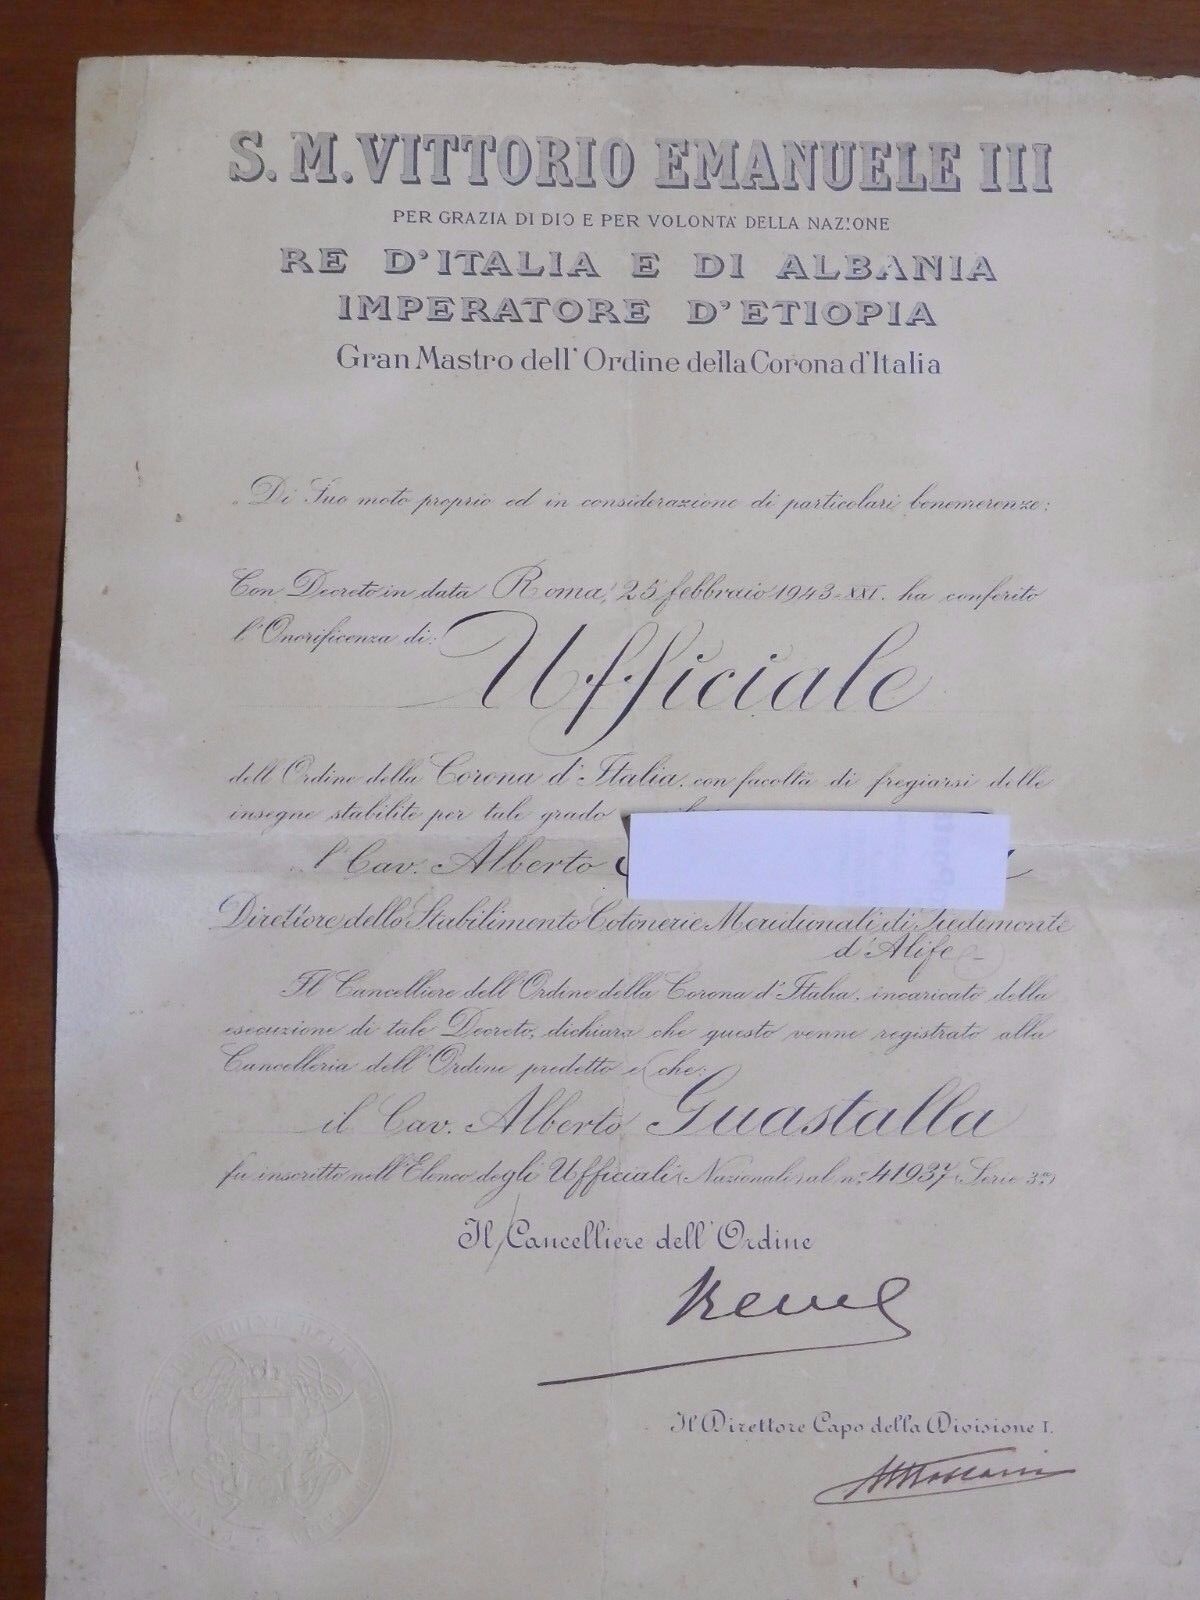 S. M. VITTORIO EMANUELE III
PER GRAZIA DI DIO E PER VOLONTA' DELLA NAZIONE
RE D'ITALIA E DI ALBANIA
IMPERATORE D'ETIOPIA
Gran Mastro dell'Ordine della Corona d'Italia
Di Suo moto proprio ed in considerazione di particolari benemerenze;
Con Decreto in data Roma, 25 febbraio 1943=XXI. ha conferito
l'Onorificenza di:
Ufficiale
dell'Ordine della Corona d'Italia, con facoltà di fregiarsi delle
insegne stabilite per tale grado
l'Cav. Alberto
Direttore dello Stabilimento Cotonerie Meridionali di Piedimonte
d'Alife
Il Cancelliere dell'Ordine della Corona d'Italia, incaricato della
esecuzione di tale Decreto, dichiara che questo venne registrato alla
Cancelleria dell'Ordine predetto e che:
il Cav. Alberto Guastalla
fu inscritto nell'Elenco degli Ufficiali (Nazionali) al n.° 41937 (Serie 3ª)
Il Cancelliere dell'Ordine
Il Direttore Capo della Divisione I.